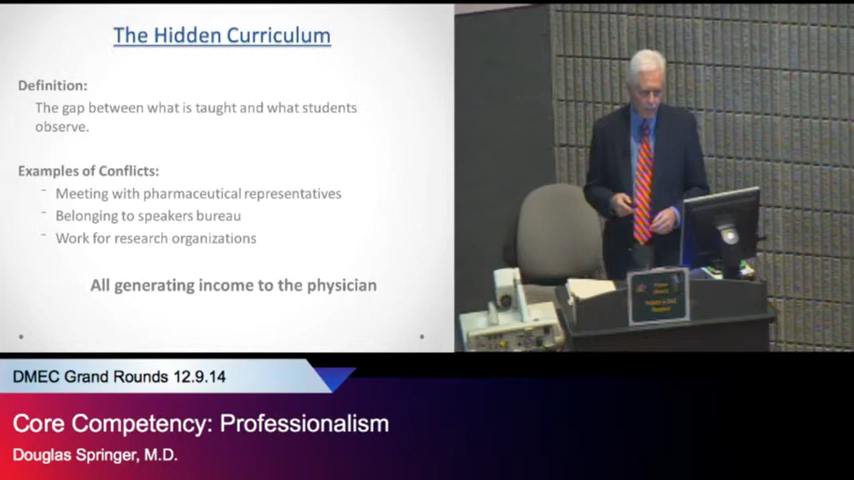 The Hidden Curriculum
Definition:
The gap between what is taught and what students
observe.
Examples of Conflicts:
- Meeting with pharmaceutical representatives
- Belonging to speakers bureau
- Work for research organizations
All generating income to the physician
DMEC Grand Rounds 12.9.14
Core Competency: Professionalism
Douglas Springer, M.D.